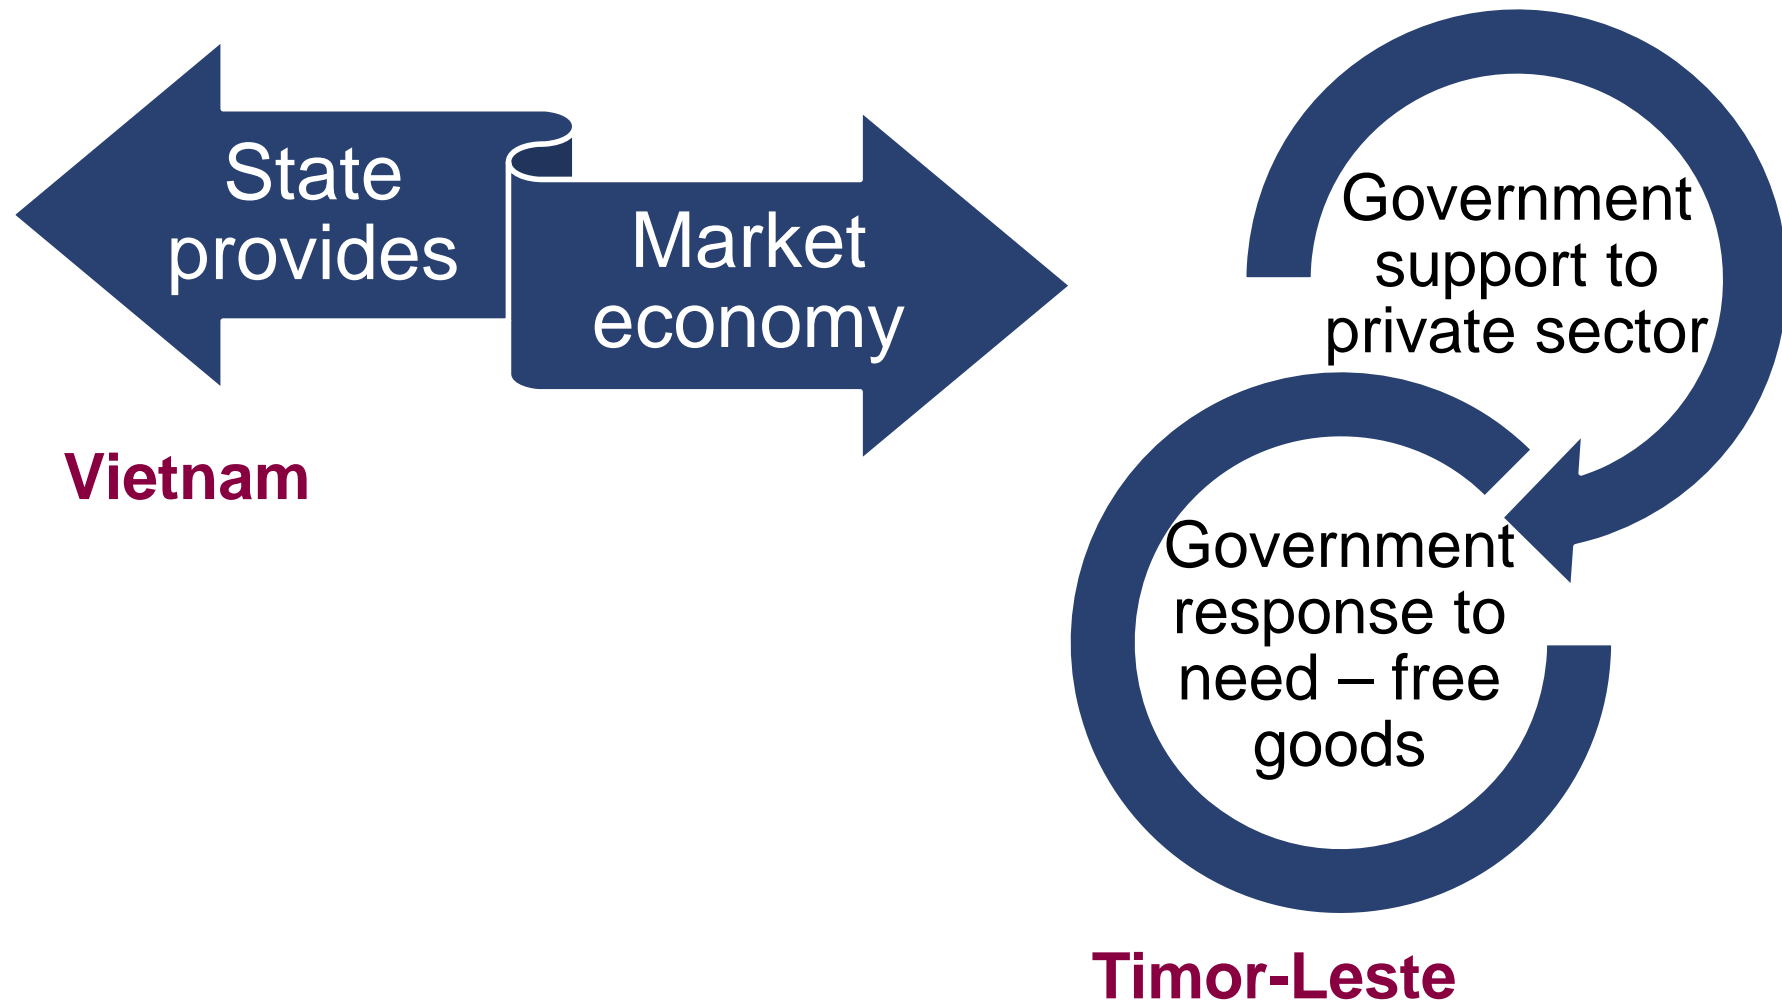 State
provides
Market
economy
Vietnam
Government
support to
private sector
Government
response to
need – free
goods
Timor-Leste